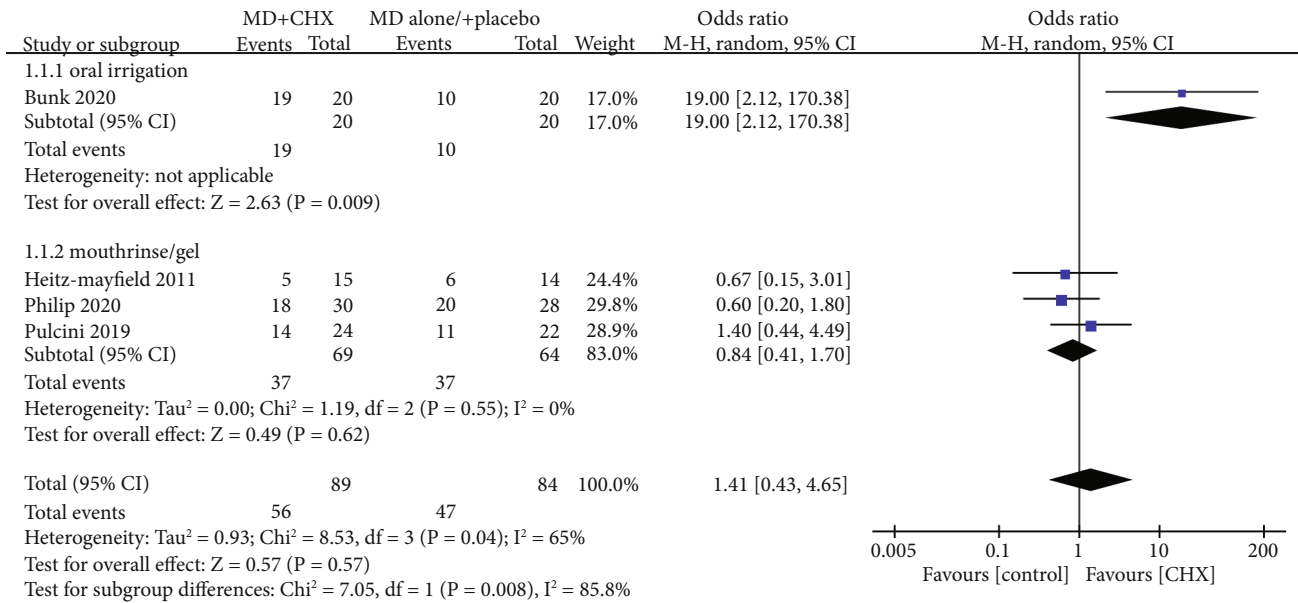 MD+CHX MD alone/+placebo Odds ratio Odds ratio
Study or subgroup Events Total Events Total Weight M-H, random, 95% CI M-H, random, 95% CI
1.1.1 oral irrigation
Bunk 2020 19 20 10 20 17.0% 19.00 [2.12, 170.38]
Subtotal (95% CI) 20 20 17.0% 19.00 [2.12, 170.38]
Total events 19 10
Heterogeneity: not applicable
Test for overall effect: Z = 2.63 (P = 0.009)
1.1.2 mouthrinse/gel
Heitz-mayfield 2011 5 15 6 14 24.4% 0.67 [0.15, 3.01]
Philip 2020 18 30 20 28 29.8% 0.60 [0.20, 1.80]
Pulcini 2019 14 24 11 22 28.9% 1.40 [0.44, 4.49]
Subtotal (95% CI) 69 64 83.0% 0.84 [0.41, 1.70]
Total events 37 37
Heterogeneity: Tau² = 0.00; Chi² = 1.19, df = 2 (P = 0.55); I² = 0%
Test for overall effect: Z = 0.49 (P = 0.62)
Total (95% CI) 89 84 100.0% 1.41 [0.43, 4.65]
Total events 56 47
Heterogeneity: Tau² = 0.93; Chi² = 8.53, df = 3 (P = 0.04); I² = 65%
Test for overall effect: Z = 0.57 (P = 0.57)
Test for subgroup differences: Chi² = 7.05, df = 1 (P = 0.008), I² = 85.8%
0.005 0.1 1 10 200
Favours [control] Favours [CHX]